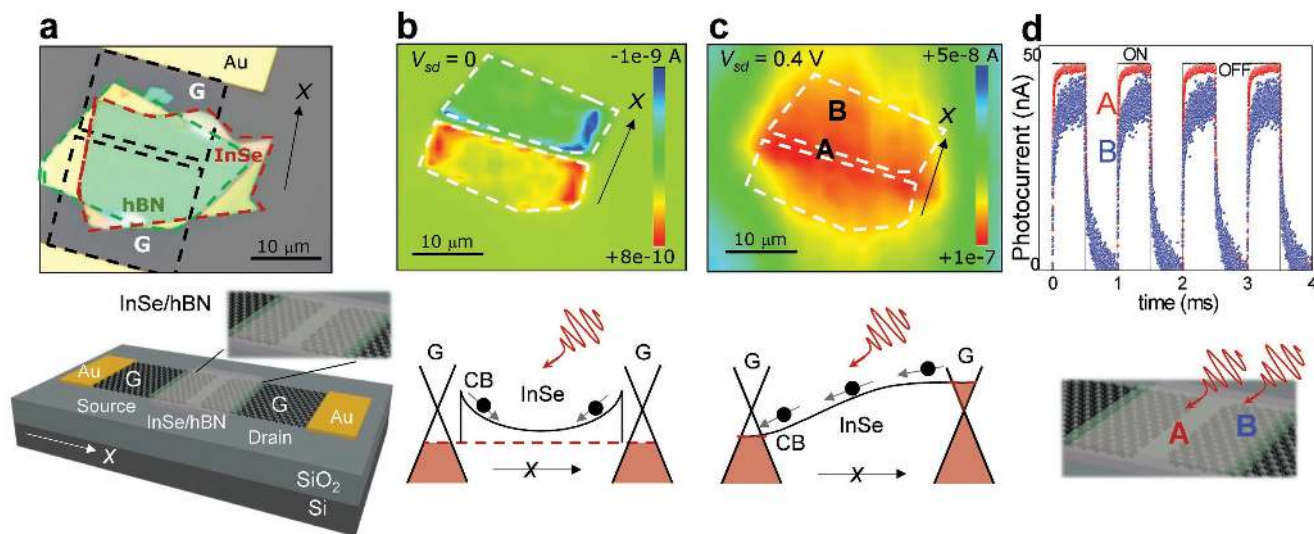 a
Au
G
X
InSe
hBN
G
10 μm
InSe/hBN
Au
G
Source
InSe/hBN
G
Au
Drain
X
SiO₂
Si
b
V_sd = 0
-1e-9 A
X
10 μm
+8e-10
G
CB
InSe
G
X
c
V_sd = 0.4 V
+5e-8 A
B
X
A
10 μm
+1e-7
G
InSe
CB
G
X
d
50
ON
OFF
A
B
Photocurrent (nA)
0
0 1 2 3 4
time (ms)
A
B